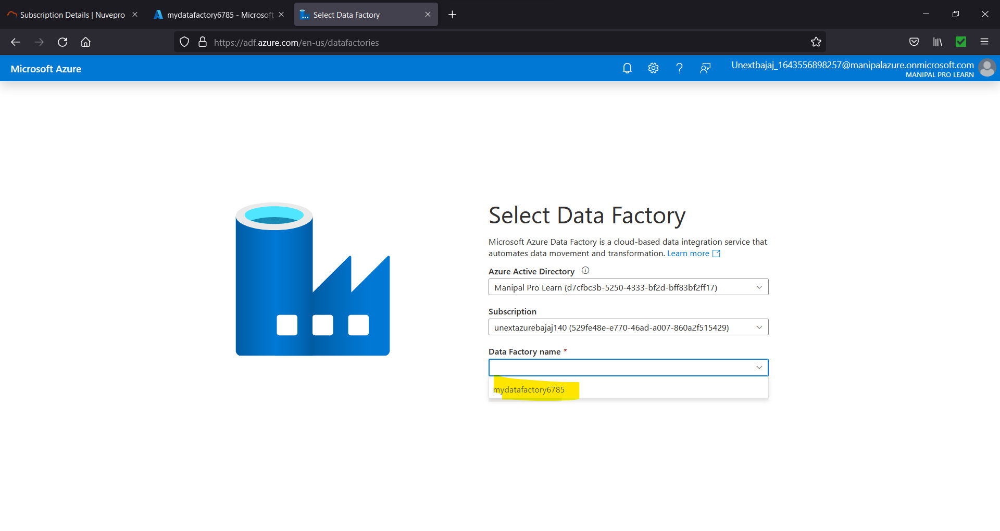 Subscription Details | Nuvepro
mydatafactory6785 - Microsoft
Select Data Factory
https://adf.azure.com/en-us/datafactories
Microsoft Azure
Unextbajaj_1643556898257@manipalazure.onmicrosoft.com
MANIPAL PRO LEARN
Select Data Factory
Microsoft Azure Data Factory is a cloud-based data integration service that
automates data movement and transformation. Learn more
Azure Active Directory
Manipal Pro Learn (d7cfbc3b-5250-4333-bf2d-bff83bf2ff17)
Subscription
unextazurebajaj140 (529fe48e-e770-46ad-a007-860a2f515429)
Data Factory name *
mydatafactory6785